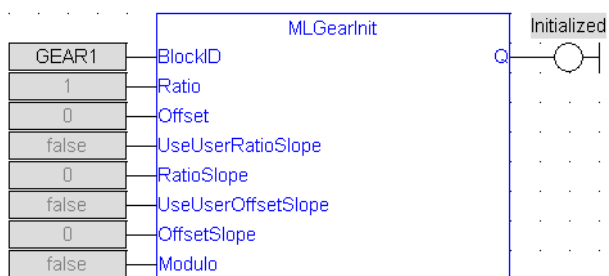 MLGearInit Initialized
GEAR1 BlockID Q
1 Ratio
0 Offset
false UseUserRatioSlope
0 RatioSlope
false UseUserOffsetSlope
0 OffsetSlope
false Modulo